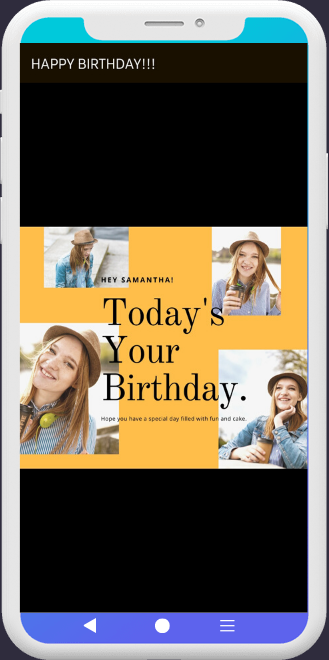 HAPPY BIRTHDAY!!!
HEY SAMANTHA!
Today's
Your
Birthday.
Hope you have a special day filled with fun and cake.